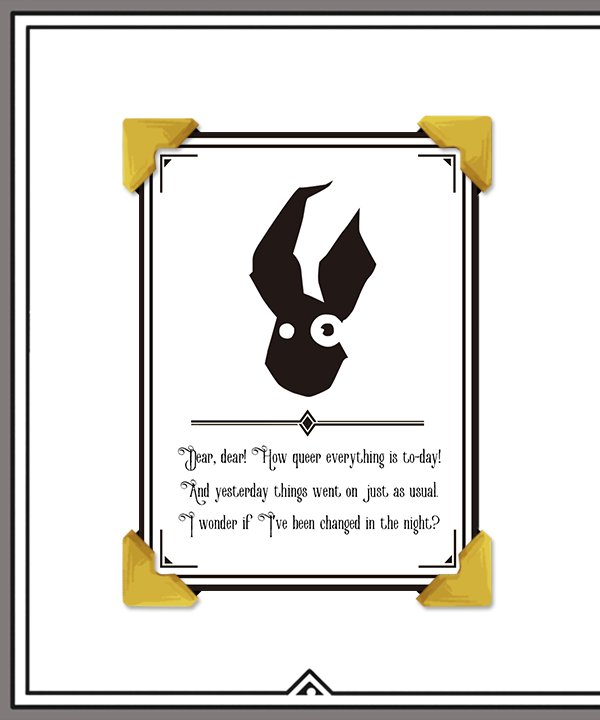 Dear, dear! How queer everything is to-day!
And yesterday things went on just as usual.
I wonder if I've been changed in the night?